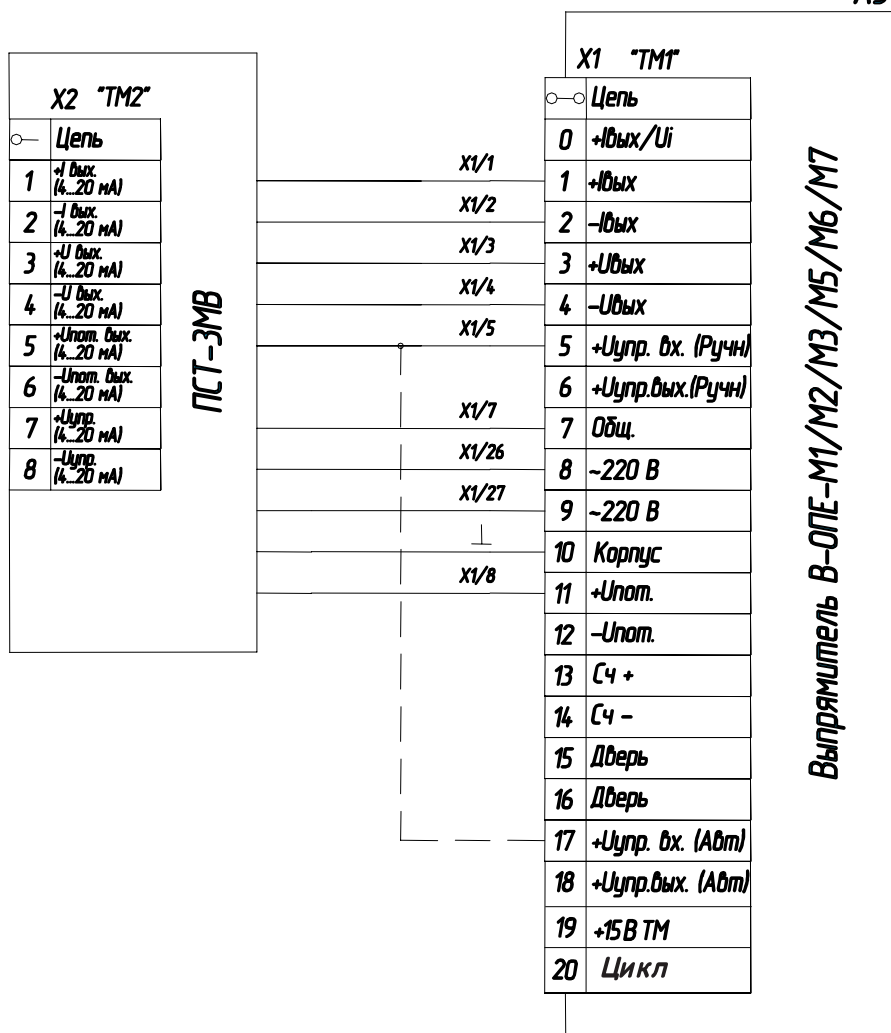 X2 "TM2"
Цепь
1 +I вых.
(4...20 мА)
2 -I вых.
(4...20 мА)
3 +U вых.
(4...20 мА)
4 -U вых.
(4...20 мА)
5 +Uпот. вых.
(4...20 мА)
6 -Uпот. вых.
(4...20 мА)
7 +Uупр.
(4...20 мА)
8 -Uупр.
(4...20 мА)
ПСТ-3МВ
X1/1
X1/2
X1/3
X1/4
X1/5
X1/7
X1/26
X1/27
X1/8
X1 "TM1"
Цепь
0 +Iвых/Ui
1 +Iвых
2 -Iвых
3 +Uвых
4 -Uвых
5 +Uупр. вх. (Ручн)
6 +Uупр.вых.(Ручн)
7 Общ.
8 ~220 В
9 ~220 В
10 Корпус
11 +Uпот.
12 -Uпот.
13 Сч +
14 Сч -
15 Дверь
16 Дверь
17 +Uупр. вх. (Авт)
18 +Uупр.вых. (Авт)
19 +15 В ТМ
20 Цикл
Выпрямитель В-ОПЕ-М1/М2/М3/М5/М6/М7